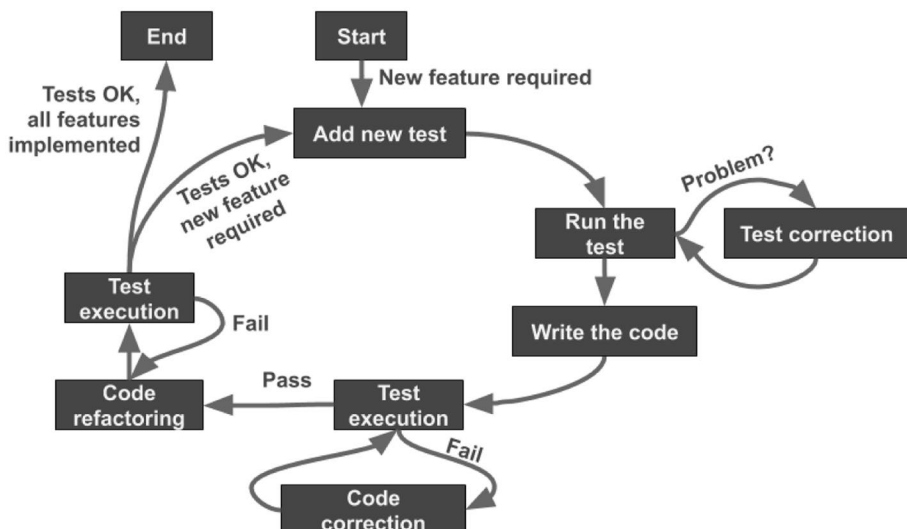 End
Start
New feature required
Tests OK,
all features
implemented
Add new test
Tests OK,
new feature
required
Problem?
Run the
test
Test correction
Test
execution
Fail
Write the code
Pass
Code
refactoring
Test
execution
Fail
Code
correction